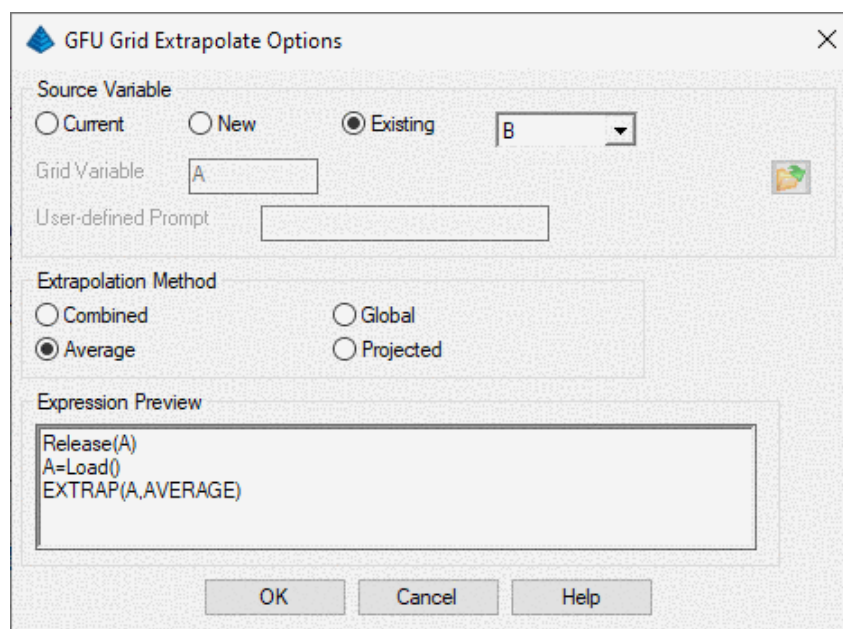 GFU Grid Extrapolate Options
Source Variable
Current New Existing B
Grid Variable A
User-defined Prompt
Extrapolation Method
Combined Global
Average Projected
Expression Preview
Release(A)
A=Load()
EXTRAP(A,AVERAGE)
OK Cancel Help